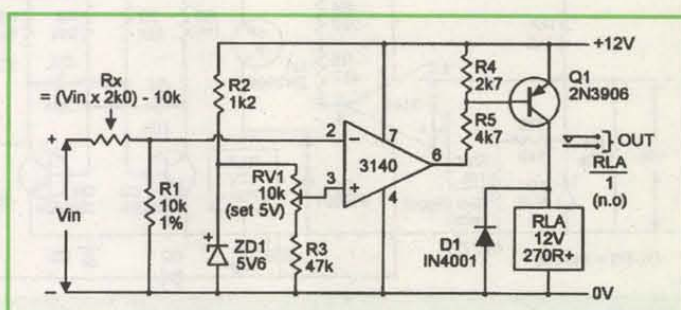 Rx
= (Vin x 2k0) - 10k
+
Vin
−
R1
10k
1%
R2
1k2
ZD1
5V6
+
RV1
10k
(set 5V)
R3
47k
2
−
3
+
3140
7
4
6
R4
2k7
R5
4k7
+12V
Q1
2N3906
OUT
RLA
1
(n.o)
D1
IN4001
RLA
12V
270R+
0V